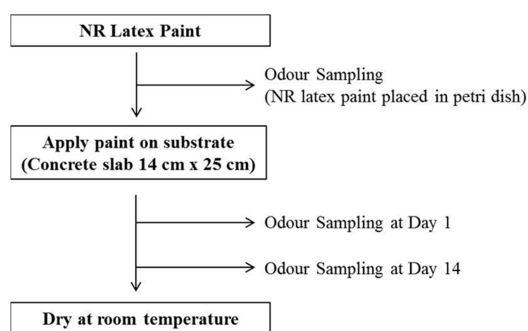 NR Latex Paint
Odour Sampling
(NR latex paint placed in petri dish)
Apply paint on substrate
(Concrete slab 14 cm x 25 cm)
Odour Sampling at Day 1
Odour Sampling at Day 14
Dry at room temperature